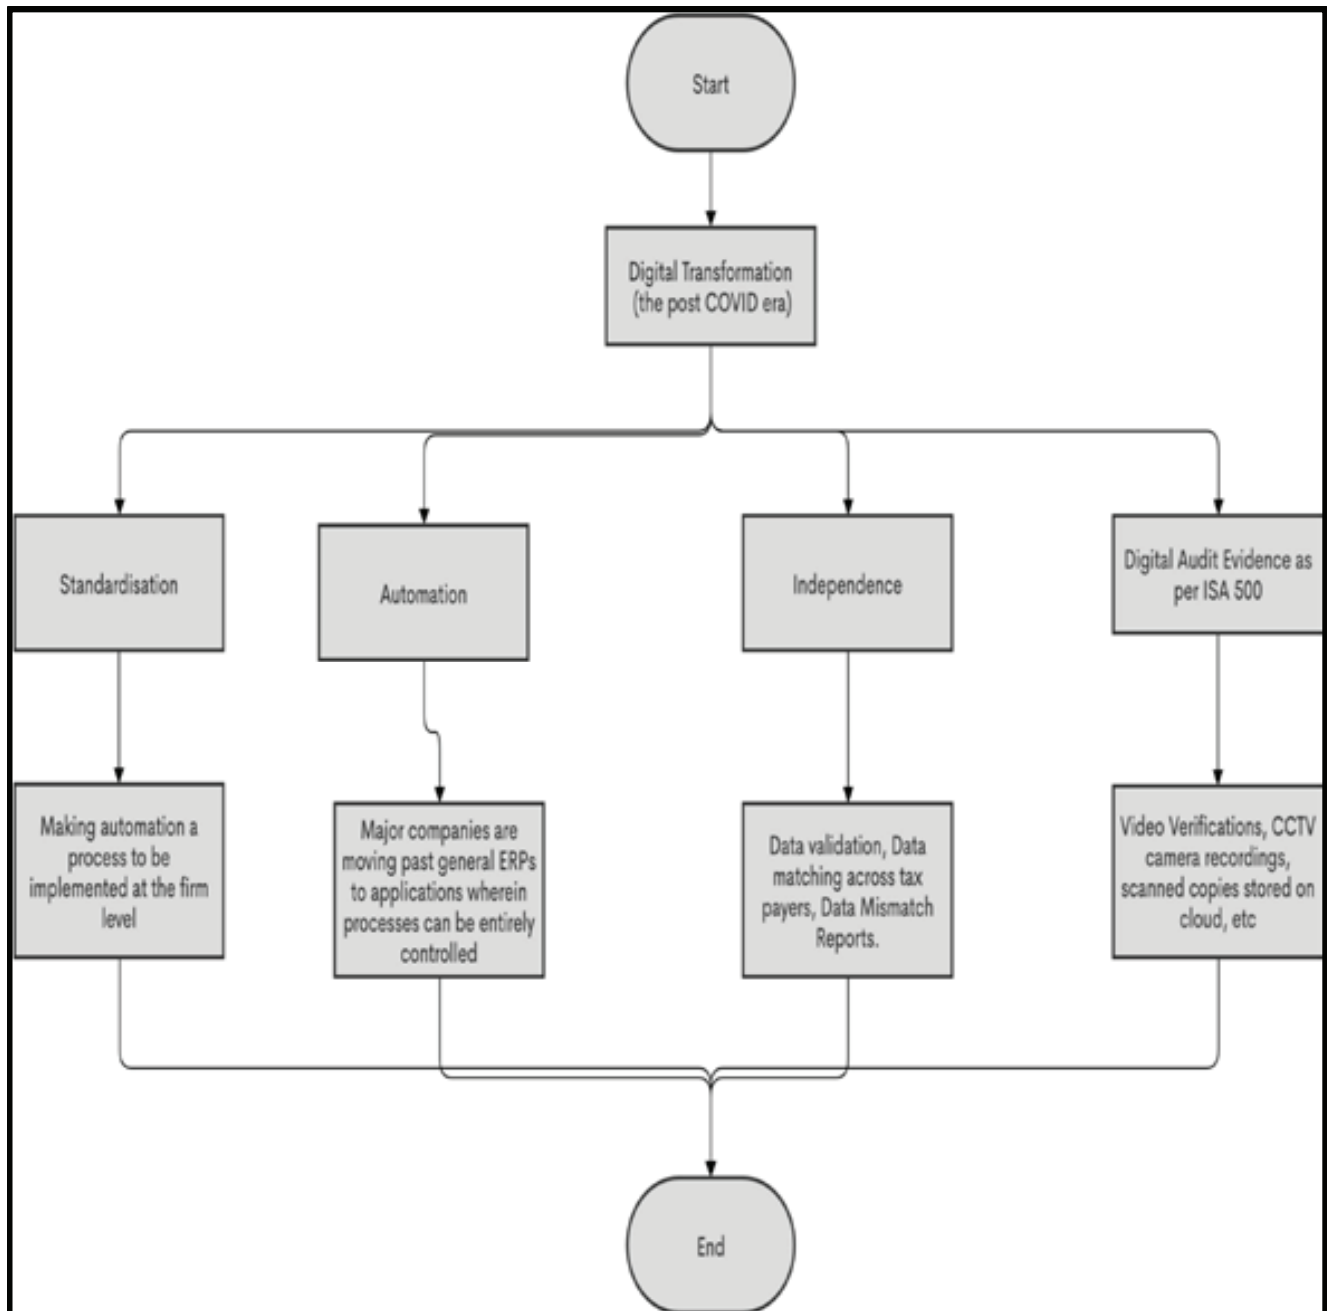 Start
Digital Transformation
(the post COVID era)
Standardisation
Automation
Independence
Digital Audit Evidence as
per ISA 500
Making automation a
process to be
implemented at the firm
level
Major companies are
moving past general ERPs
to applications wherein
processes can be entirely
controlled
Data validation, Data
matching across tax
payers, Data Mismatch
Reports.
Video Verifications, CCTV
camera recordings,
scanned copies stored on
cloud, etc
End